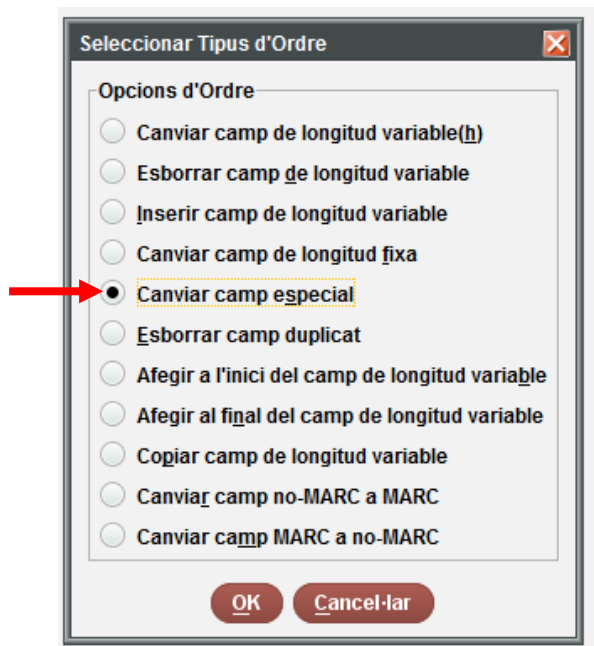 Seleccionar Tipus d'Ordre
Opcions d'Ordre
Canviar camp de longitud variable(h)
Esborrar camp de longitud variable
Inserir camp de longitud variable
Canviar camp de longitud fixa
Canviar camp especial
Esborrar camp duplicat
Afegir a l'inici del camp de longitud variable
Afegir al final del camp de longitud variable
Copiar camp de longitud variable
Canviar camp no-MARC a MARC
Canviar camp MARC a no-MARC
OK Cancel·lar